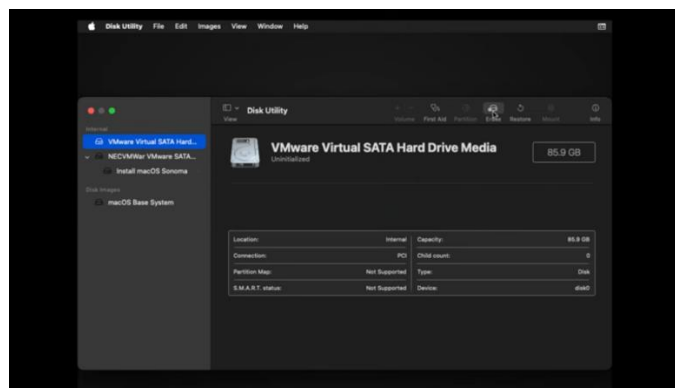 Disk Utility File Edit Images View Window Help
Disk Utility
View Volume First Aid Partition Erase Restore Mount Info
Internal
VMware Virtual SATA Hard...
NECVMWar VMware SATA...
Install macOS Sonoma
Disk Images
macOS Base System
VMware Virtual SATA Hard Drive Media
Uninitialized
85.9 GB
Location: Internal Capacity: 85.9 GB
Connection: PCI Child count: 0
Partition Map: Not Supported Type: Disk
S.M.A.R.T. status: Not Supported Device: disk0